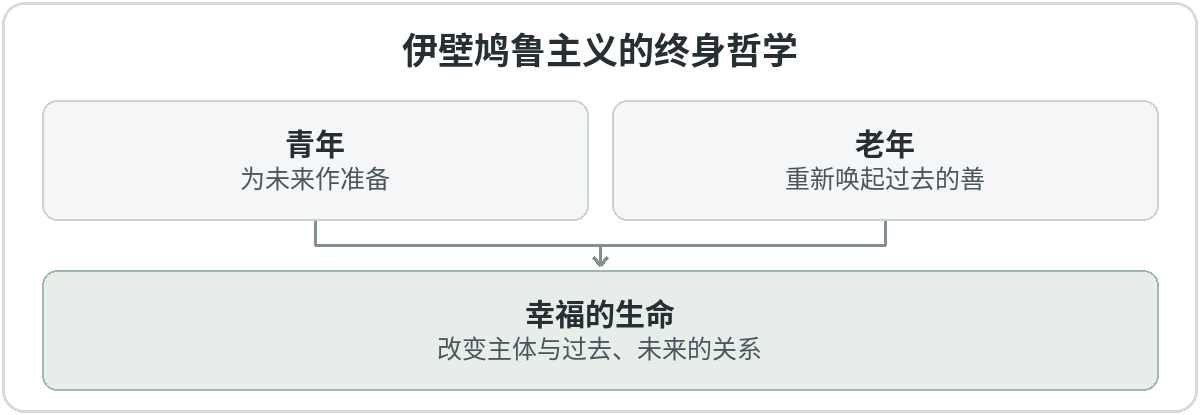 伊壁鸠鲁主义的终身哲学
青年
为未来作准备
老年
重新唤起过去的善
幸福的生命
改变主体与过去、未来的关系